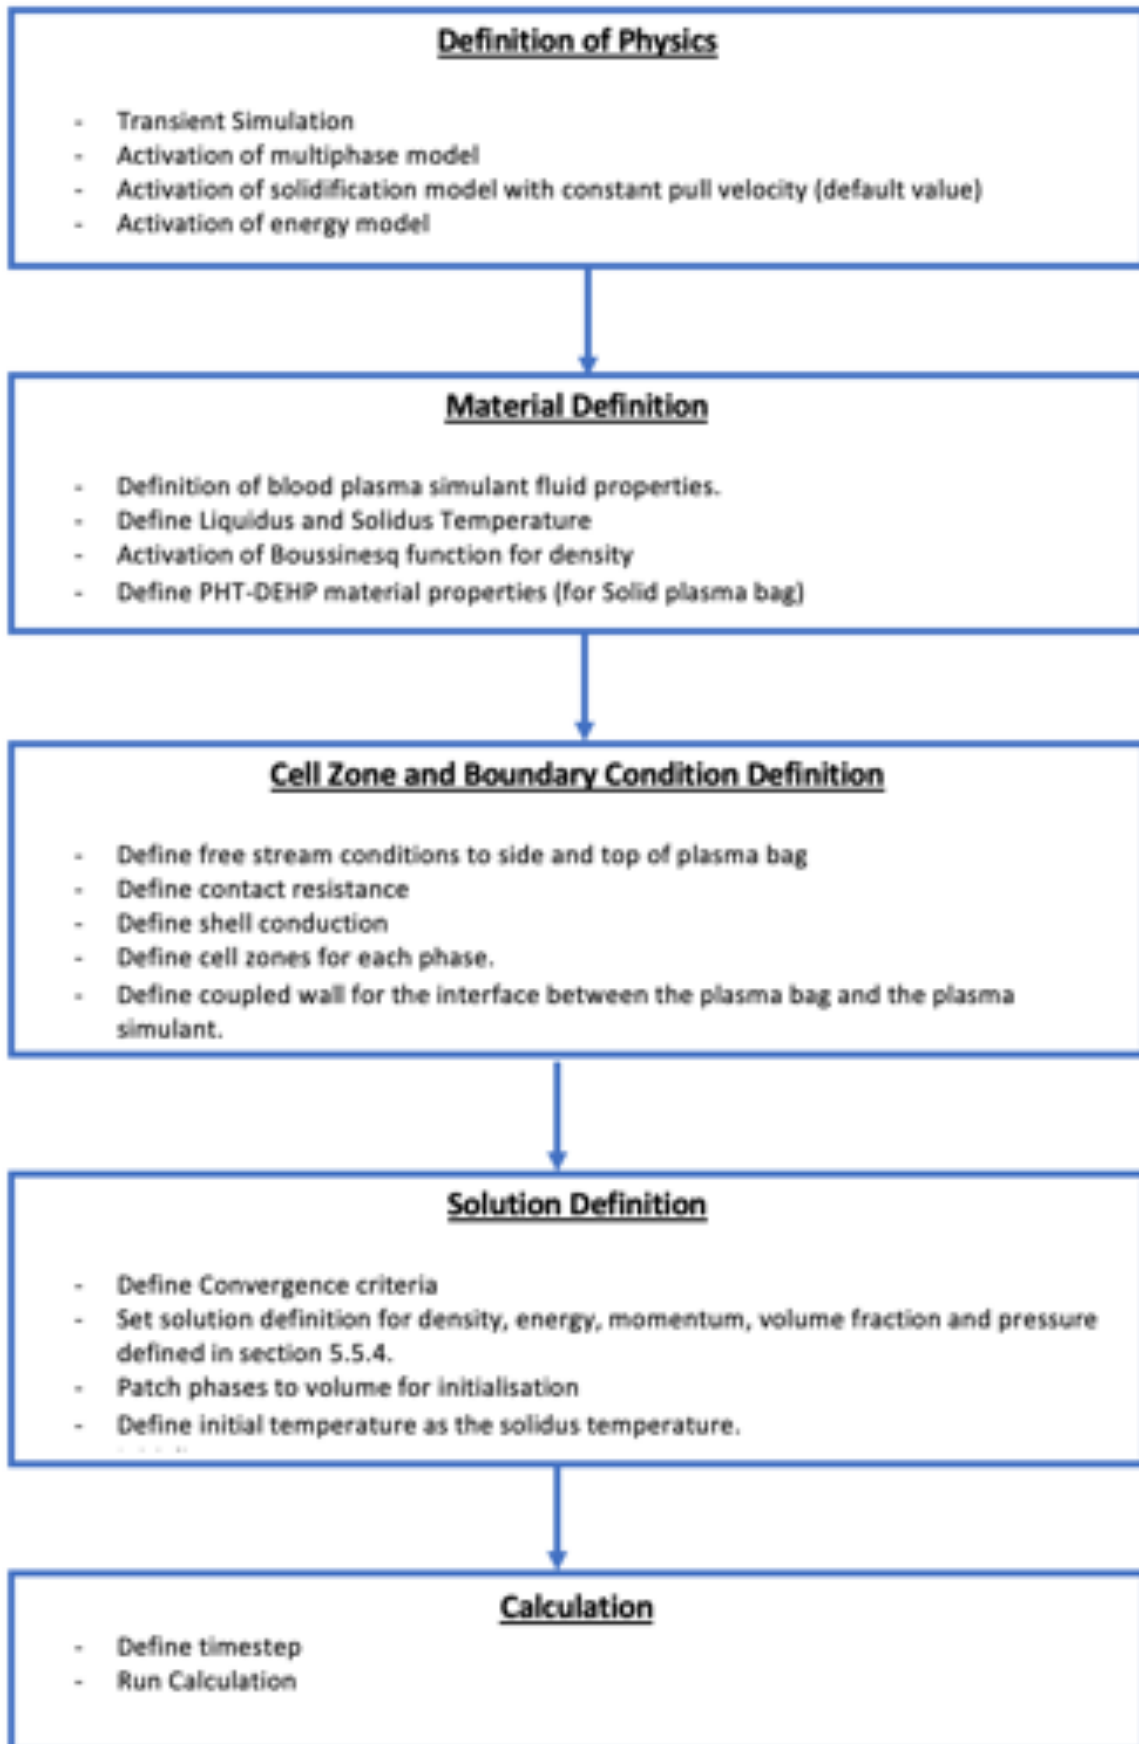 Definition of Physics
- Transient Simulation
- Activation of multiphase model
- Activation of solidification model with constant pull velocity (default value)
- Activation of energy model
Material Definition
- Definition of blood plasma simulant fluid properties.
- Define Liquidus and Solidus Temperature
- Activation of Boussinesq function for density
- Define PHT-DEHP material properties (for Solid plasma bag)
Cell Zone and Boundary Condition Definition
- Define free stream conditions to side and top of plasma bag
- Define contact resistance
- Define shell conduction
- Define cell zones for each phase.
- Define coupled wall for the interface between the plasma bag and the plasma
simulant.
Solution Definition
- Define Convergence criteria
- Set solution definition for density, energy, momentum, volume fraction and pressure
defined in section 5.5.4.
- Patch phases to volume for initialisation
- Define initial temperature as the solidus temperature.
Calculation
- Define timestep
- Run Calculation